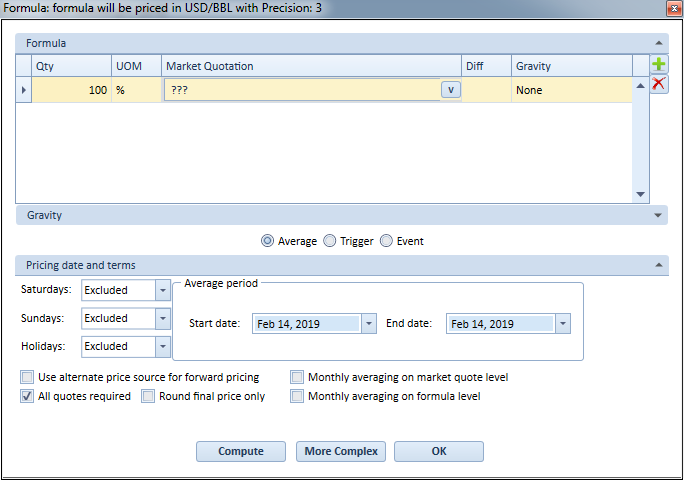 Formula: formula will be priced in USD/BBL with Precision: 3
Formula
Qty UOM Market Quotation Diff Gravity
100 % ??? v None
Gravity
Average Trigger Event
Pricing date and terms
Saturdays: Excluded
Average period
Sundays: Excluded
Start date: Feb 14, 2019 End date: Feb 14, 2019
Holidays: Excluded
Use alternate price source for forward pricing Monthly averaging on market quote level
All quotes required Round final price only Monthly averaging on formula level
Compute More Complex OK